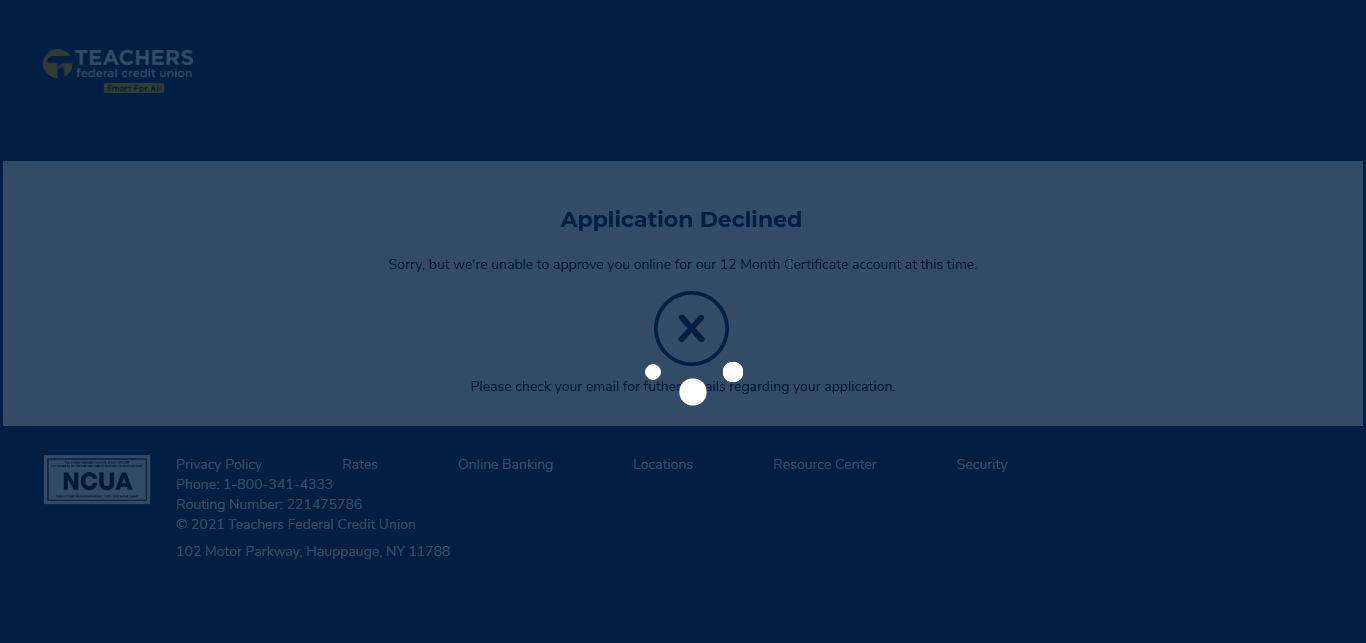 TEACHERS
federal credit union
Smart For All
Application Declined
Sorry, but we're unable to approve you online for our 12 Month Certificate account at this time.
Please check your email for futher ails regarding your application.
Privacy Policy Rates Online Banking Locations Resource Center Security
NCUA
Phone: 1-800-341-4333
Routing Number: 221475786
© 2021 Teachers Federal Credit Union
102 Motor Parkway, Hauppauge, NY 11788